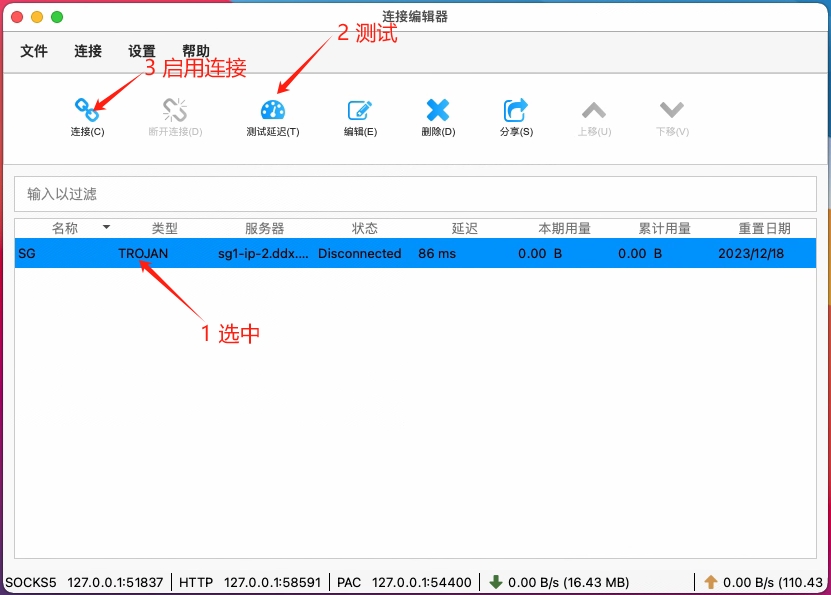 连接编辑器
文件 连接 设置 帮助
2 测试
3 启用连接
连接(C) 断开连接(D) 测试延迟(T) 编辑(E) 删除(D) 分享(S) 上移(U) 下移(V)
输入以过滤
名称 类型 服务器 状态 延迟 本期用量 累计用量 重置日期
SG TROJAN sg1-ip-2.ddx.... Disconnected 86 ms 0.00 B 0.00 B 2023/12/18
1 选中
SOCKS5 127.0.0.1:51837 HTTP 127.0.0.1:58591 PAC 127.0.0.1:54400 0.00 B/s (16.43 MB) 0.00 B/s (110.43